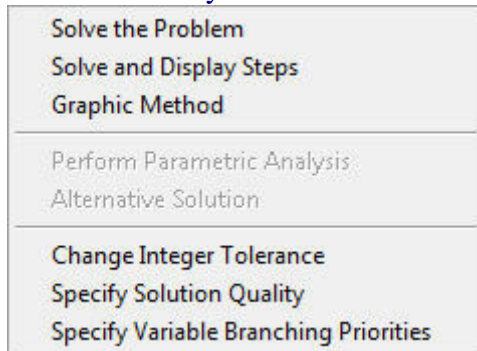 Solve the Problem
Solve and Display Steps
Graphic Method
Perform Parametric Analysis
Alternative Solution
Change Integer Tolerance
Specify Solution Quality
Specify Variable Branching Priorities